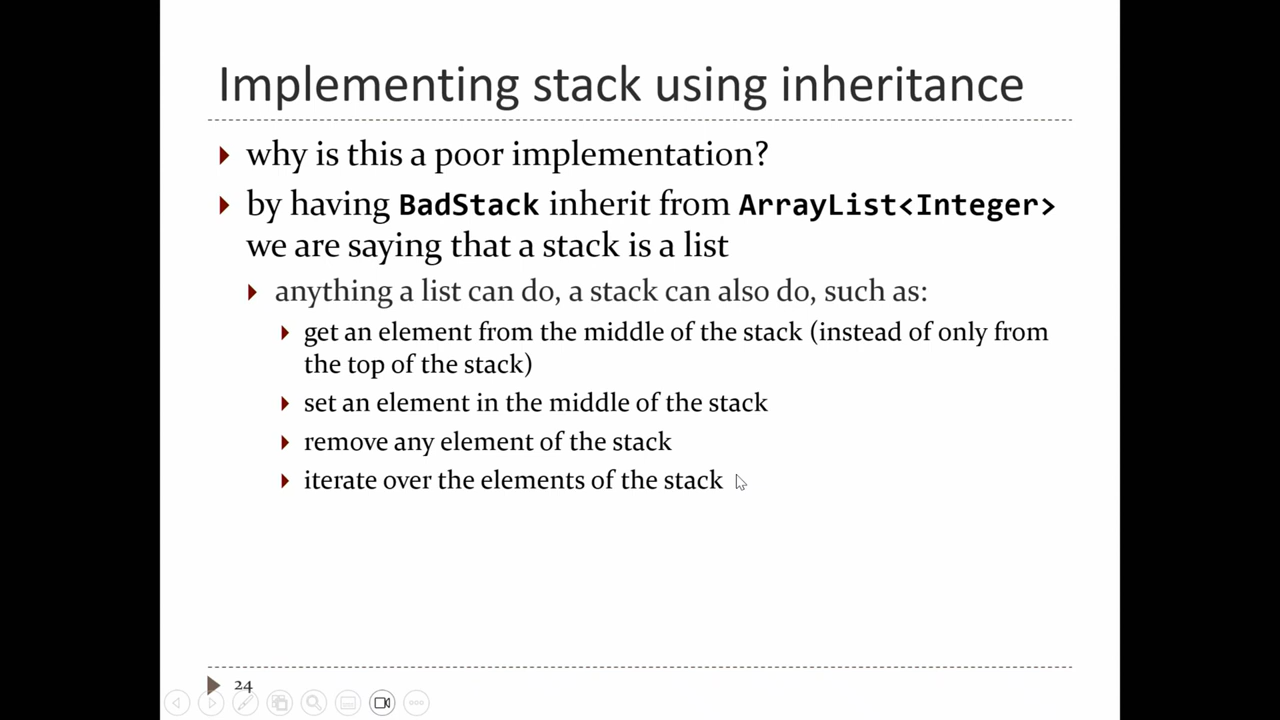 Implementing stack using inheritance
why is this a poor implementation?
by having BadStack inherit from ArrayList<Integer>
we are saying that a stack is a list
anything a list can do, a stack can also do, such as:
get an element from the middle of the stack (instead of only from
the top of the stack)
set an element in the middle of the stack
remove any element of the stack
iterate over the elements of the stack
24